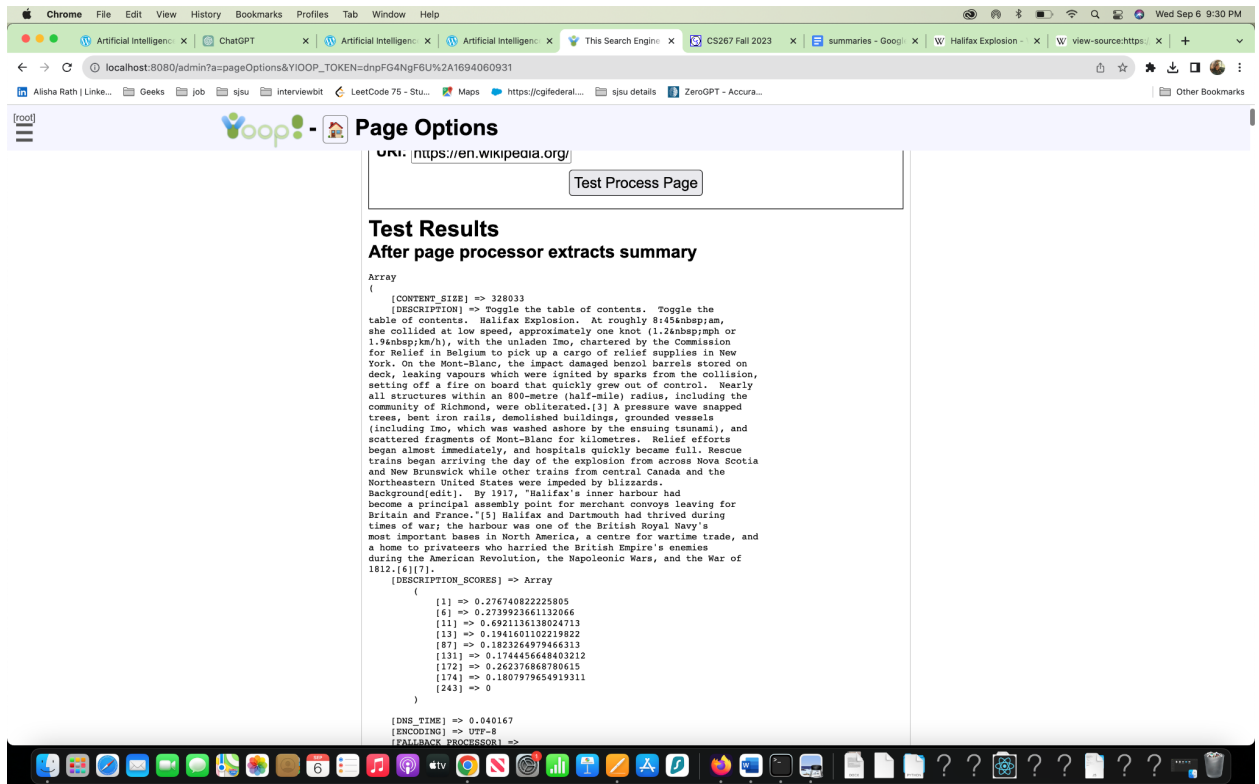 Chrome File Edit View History Bookmarks Profiles Tab Window Help Wed Sep 6 9:30 PM
Artificial Intelligenc x ChatGPT x Artificial Intelligenc x Artificial Intelligenc x This Search Engine x CS267 Fall 2023 x summaries - Googl x Halifax Explosion - x view-source:https:/ x +
localhost:8080/admin?a=pageOptions&YIOOP_TOKEN=dnpFG4NgF6U%2A1694060931
Alisha Rath | Linke... Geeks job sjsu interviewbit LeetCode 75 - Stu... Maps https://cgifederal.... sjsu details ZeroGPT - Accura... Other Bookmarks
[root]
Yoop! - Page Options
URI: https://en.wikipedia.org/
Test Process Page
Test Results
After page processor extracts summary
Array
(
[CONTENT_SIZE] => 328033
[DESCRIPTION] => Toggle the table of contents. Toggle the
table of contents. Halifax Explosion. At roughly 8:45&nbsp;am,
she collided at low speed, approximately one knot (1.2&nbsp;mph or
1.9&nbsp;km/h), with the unladen Imo, chartered by the Commission
for Relief in Belgium to pick up a cargo of relief supplies in New
York. On the Mont-Blanc, the impact damaged benzol barrels stored on
deck, leaking vapours which were ignited by sparks from the collision,
setting off a fire on board that quickly grew out of control. Nearly
all structures within an 800-metre (half-mile) radius, including the
community of Richmond, were obliterated.[3] A pressure wave snapped
trees, bent iron rails, demolished buildings, grounded vessels
(including Imo, which was washed ashore by the ensuing tsunami), and
scattered fragments of Mont-Blanc for kilometres. Relief efforts
began almost immediately, and hospitals quickly became full. Rescue
trains began arriving the day of the explosion from across Nova Scotia
and New Brunswick while other trains from central Canada and the
Northeastern United States were impeded by blizzards.
Background[edit]. By 1917, "Halifax's inner harbour had
become a principal assembly point for merchant convoys leaving for
Britain and France."[5] Halifax and Dartmouth had thrived during
times of war; the harbour was one of the British Royal Navy's
most important bases in North America, a centre for wartime trade, and
a home to privateers who harried the British Empire's enemies
during the American Revolution, the Napoleonic Wars, and the War of
1812.[6][7].
[DESCRIPTION_SCORES] => Array
(
[1] => 0.276740822225805
[6] => 0.2739923661132066
[11] => 0.6921136138024713
[13] => 0.1941601102219822
[87] => 0.1823264979466313
[131] => 0.1744456648403212
[172] => 0.262376868780615
[174] => 0.1807979654919311
[243] => 0
)
[DNS_TIME] => 0.040167
[ENCODING] => UTF-8
[FALLBACK_PROCESSOR] =>
SEP
6
tv